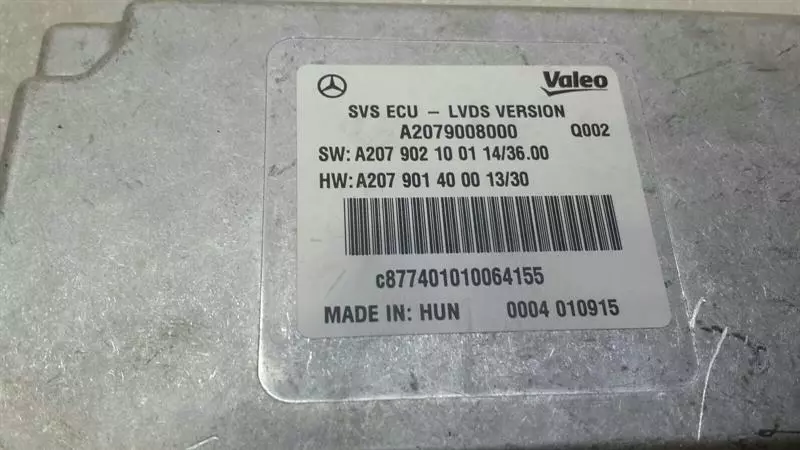 Valeo
SVS ECU – LVDS VERSION
A2079008000 Q002
SW: A207 902 10 01 14/36.00
HW: A207 901 40 00 13/30
c877401010064155
MADE IN: HUN 0004 010915